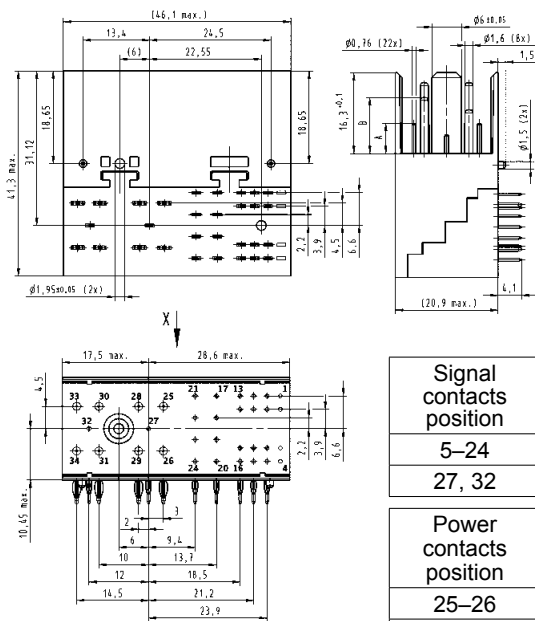 (46,1 max.)
13,4
24,5
(6)
22,55
18,65
31,12
41,3 max.
18,65
2,2
3,9
4,5
6,6
Ø1,95±0.05 (2x)
Ø6±0.05
Ø0,76 (22x)
Ø1,6 (8x)
1,5
16,3 +0,1
B
A
Ø1,5 (2x)
(20,9 max.)
4,1
X
17,5 max.
28,6 max.
4,5
10,45 max.
33
30
28
25
21
17
13
1
32
27
34
31
29
26
24
20
16
4
2,2
3,9
6,6
3
2
6
9,4
10
13,7
12
18,5
14,5
21,2
23,9
Signal
contacts
position
5–24
27, 32
Power
contacts
position
25–26